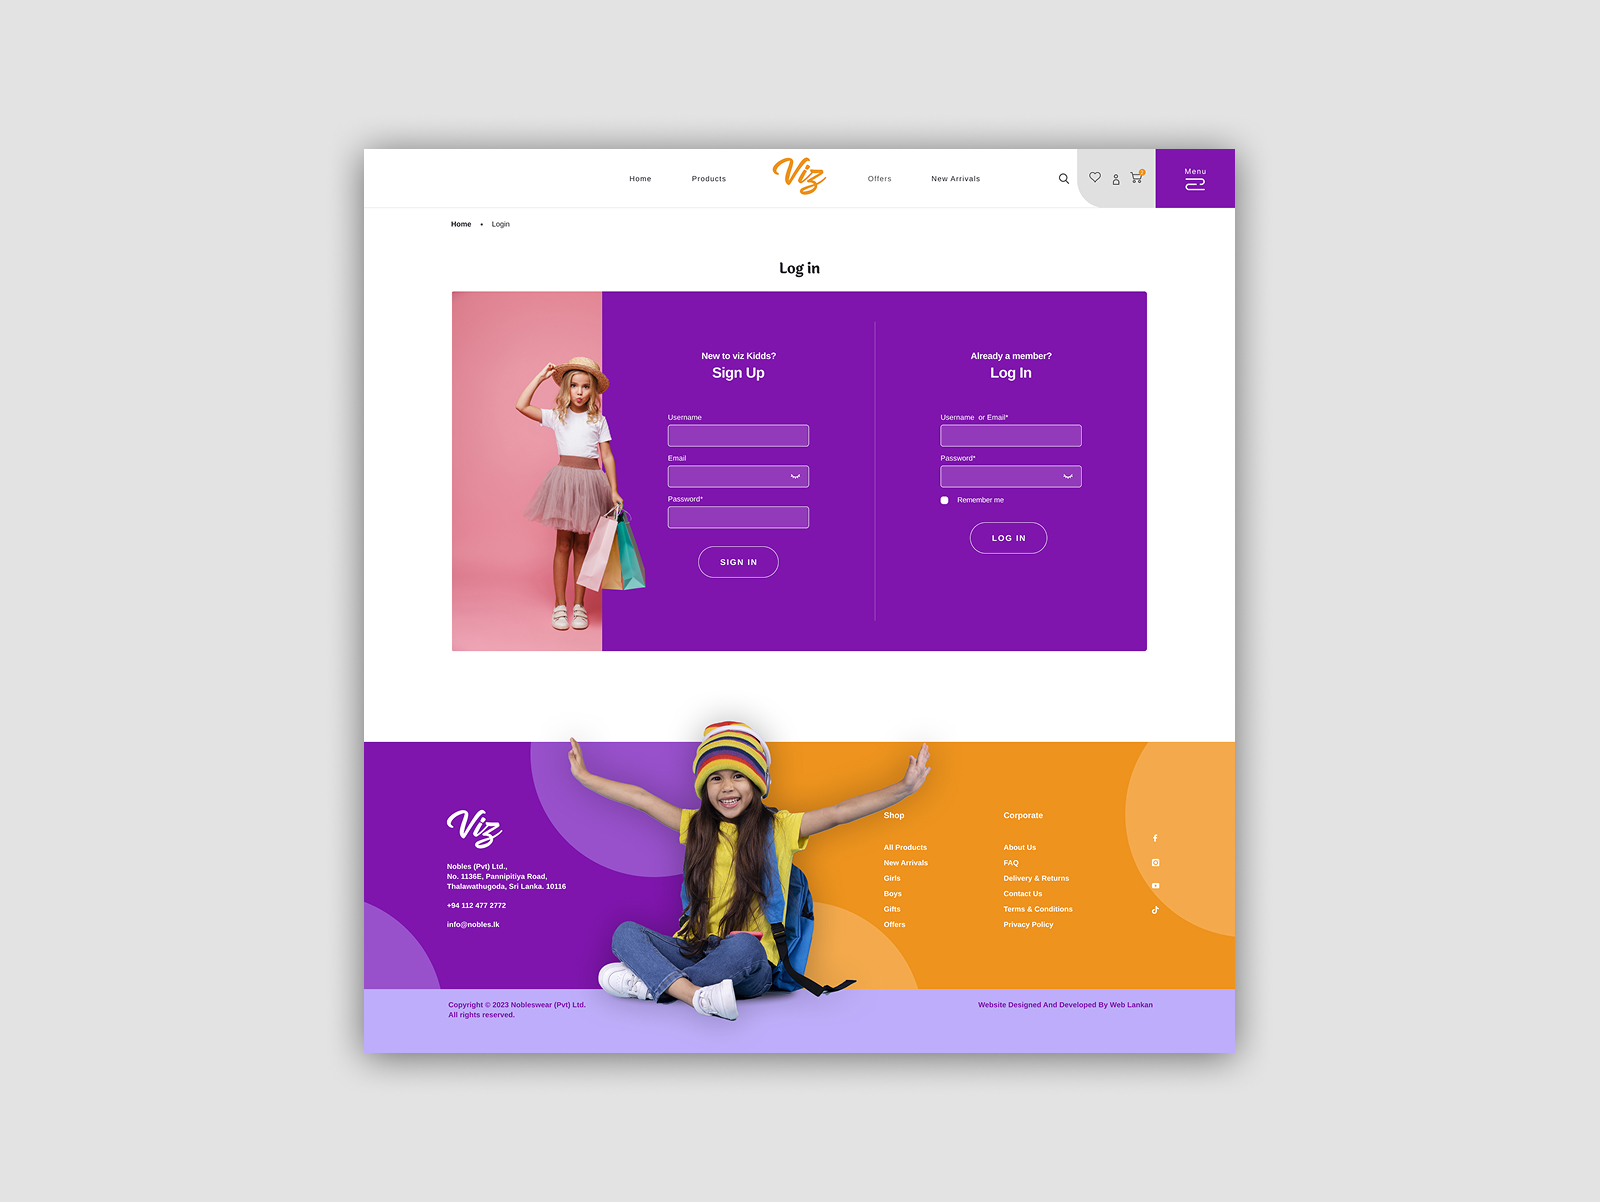 Home
Products
Viz
Offers
New Arrivals
Menu
Home • Login
Log in
New to viz Kidds?
Sign Up
Username
Email
Password*
SIGN IN
Already a member?
Log In
Username or Email*
Password*
Remember me
LOG IN
Viz
Nobles (Pvt) Ltd.,
No. 1136E, Pannipitiya Road,
Thalawathugoda, Sri Lanka. 10116
+94 112 477 2772
info@nobles.lk
Shop
All Products
New Arrivals
Girls
Boys
Gifts
Offers
Corporate
About Us
FAQ
Delivery & Returns
Contact Us
Terms & Conditions
Privacy Policy
Copyright © 2023 Nobleswear (Pvt) Ltd.
All rights reserved.
Website Designed And Developed By Web Lankan